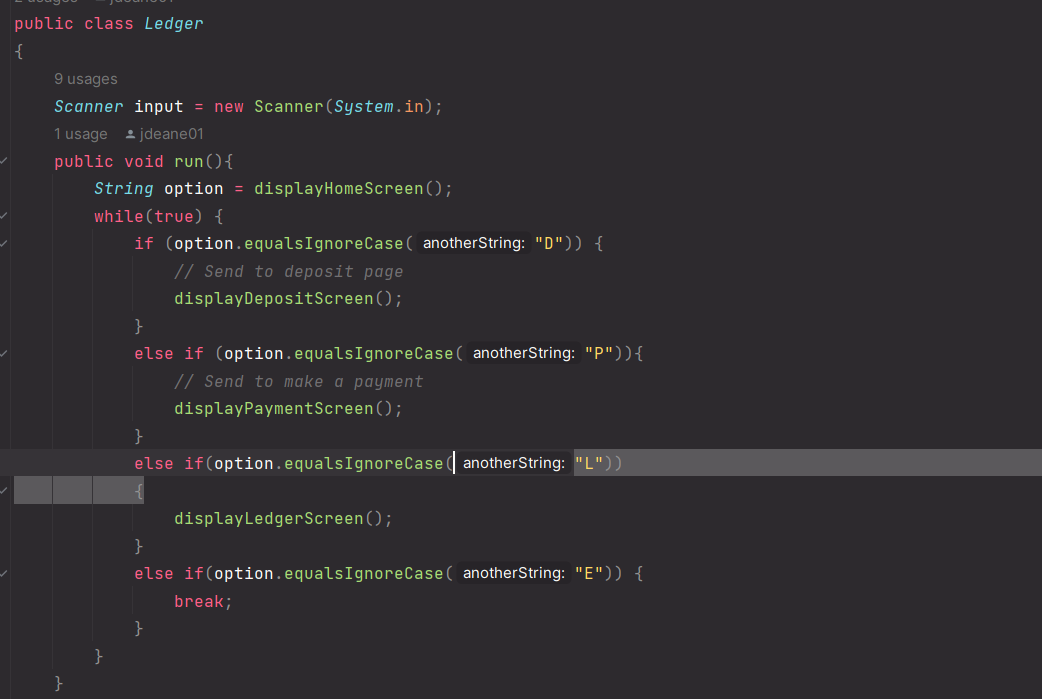 2 usages jdeane01
public class Ledger
{
9 usages
Scanner input = new Scanner(System.in);
1 usage jdeane01
public void run(){
String option = displayHomeScreen();
while(true) {
if (option.equalsIgnoreCase( anotherString: "D")) {
// Send to deposit page
displayDepositScreen();
}
else if (option.equalsIgnoreCase( anotherString: "P")){
// Send to make a payment
displayPaymentScreen();
}
else if(option.equalsIgnoreCase( anotherString: "L"))
{
displayLedgerScreen();
}
else if(option.equalsIgnoreCase( anotherString: "E")) {
break;
}
}
}